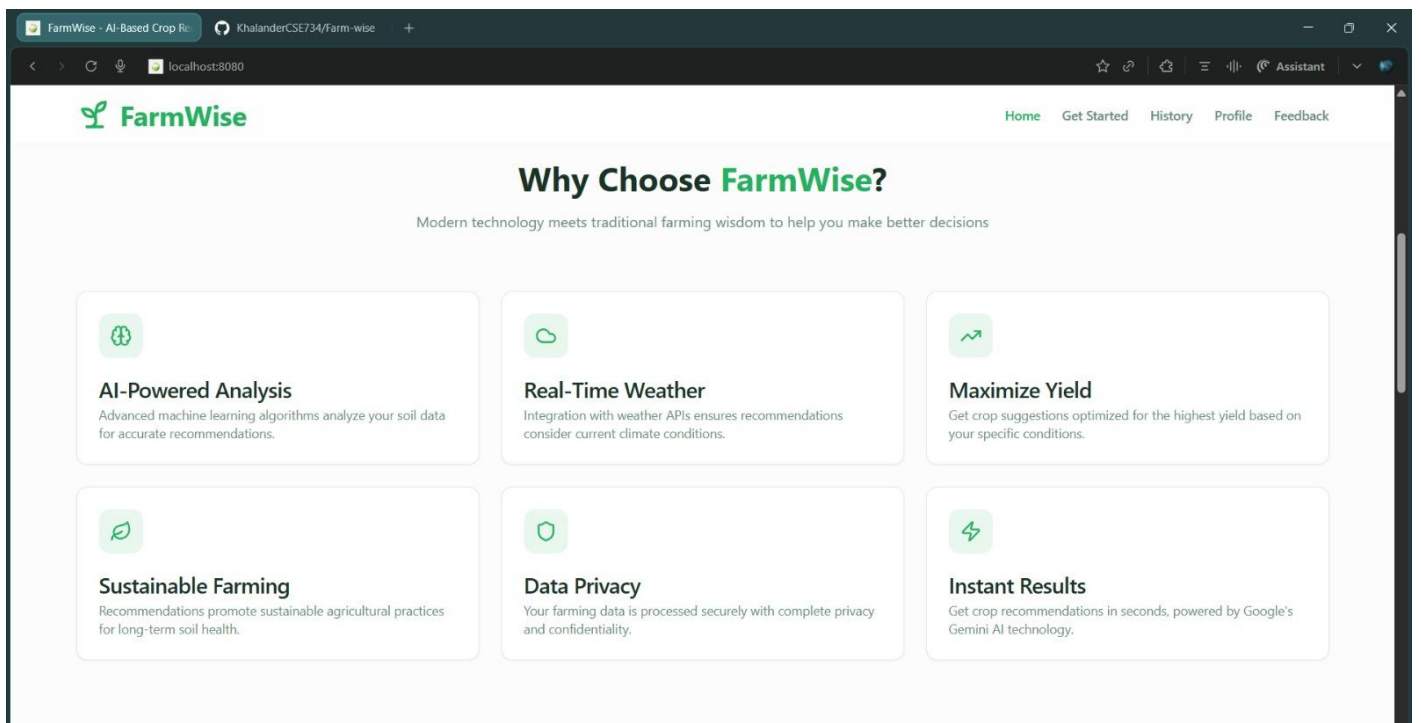 FarmWise - AI-Based Crop Re
KhalanderCSE734/Farm-wise
localhost:8080
Assistant
FarmWise
Home Get Started History Profile Feedback
Why Choose FarmWise?
Modern technology meets traditional farming wisdom to help you make better decisions
AI-Powered Analysis
Advanced machine learning algorithms analyze your soil data
for accurate recommendations.
Real-Time Weather
Integration with weather APIs ensures recommendations
consider current climate conditions.
Maximize Yield
Get crop suggestions optimized for the highest yield based on
your specific conditions.
Sustainable Farming
Recommendations promote sustainable agricultural practices
for long-term soil health.
Data Privacy
Your farming data is processed securely with complete privacy
and confidentiality.
Instant Results
Get crop recommendations in seconds, powered by Google's
Gemini AI technology.